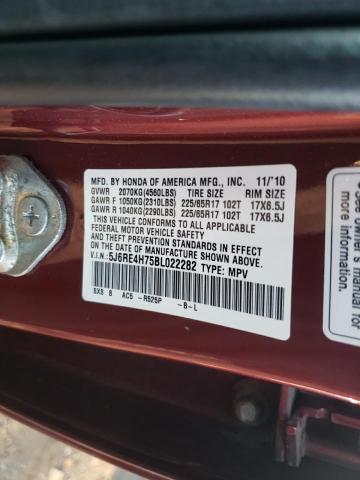 MFD. BY HONDA OF AMERICA MFG., INC. 11/'10
GVWR 2070KG(4560LBS) TIRE SIZE RIM SIZE
GAWR F 1050KG(2310LBS) 225/65R17 102T 17X6.5J
GAWR R 1040KG(2290LBS) 225/65R17 102T 17X6.5J
THIS VEHICLE CONFORMS TO ALL APPLICABLE FEDERAL
MOTOR VEHICLE SAFETY, BUMPER, AND
THEFT PREVENTION STANDARDS IN EFFECT ON
THE DATE OF MANUFACTURE SHOWN ABOVE.
V.I.N.:5J6RE4H75BL022282 TYPE: MPV
SXS 8 AC5 - R525P -B-L